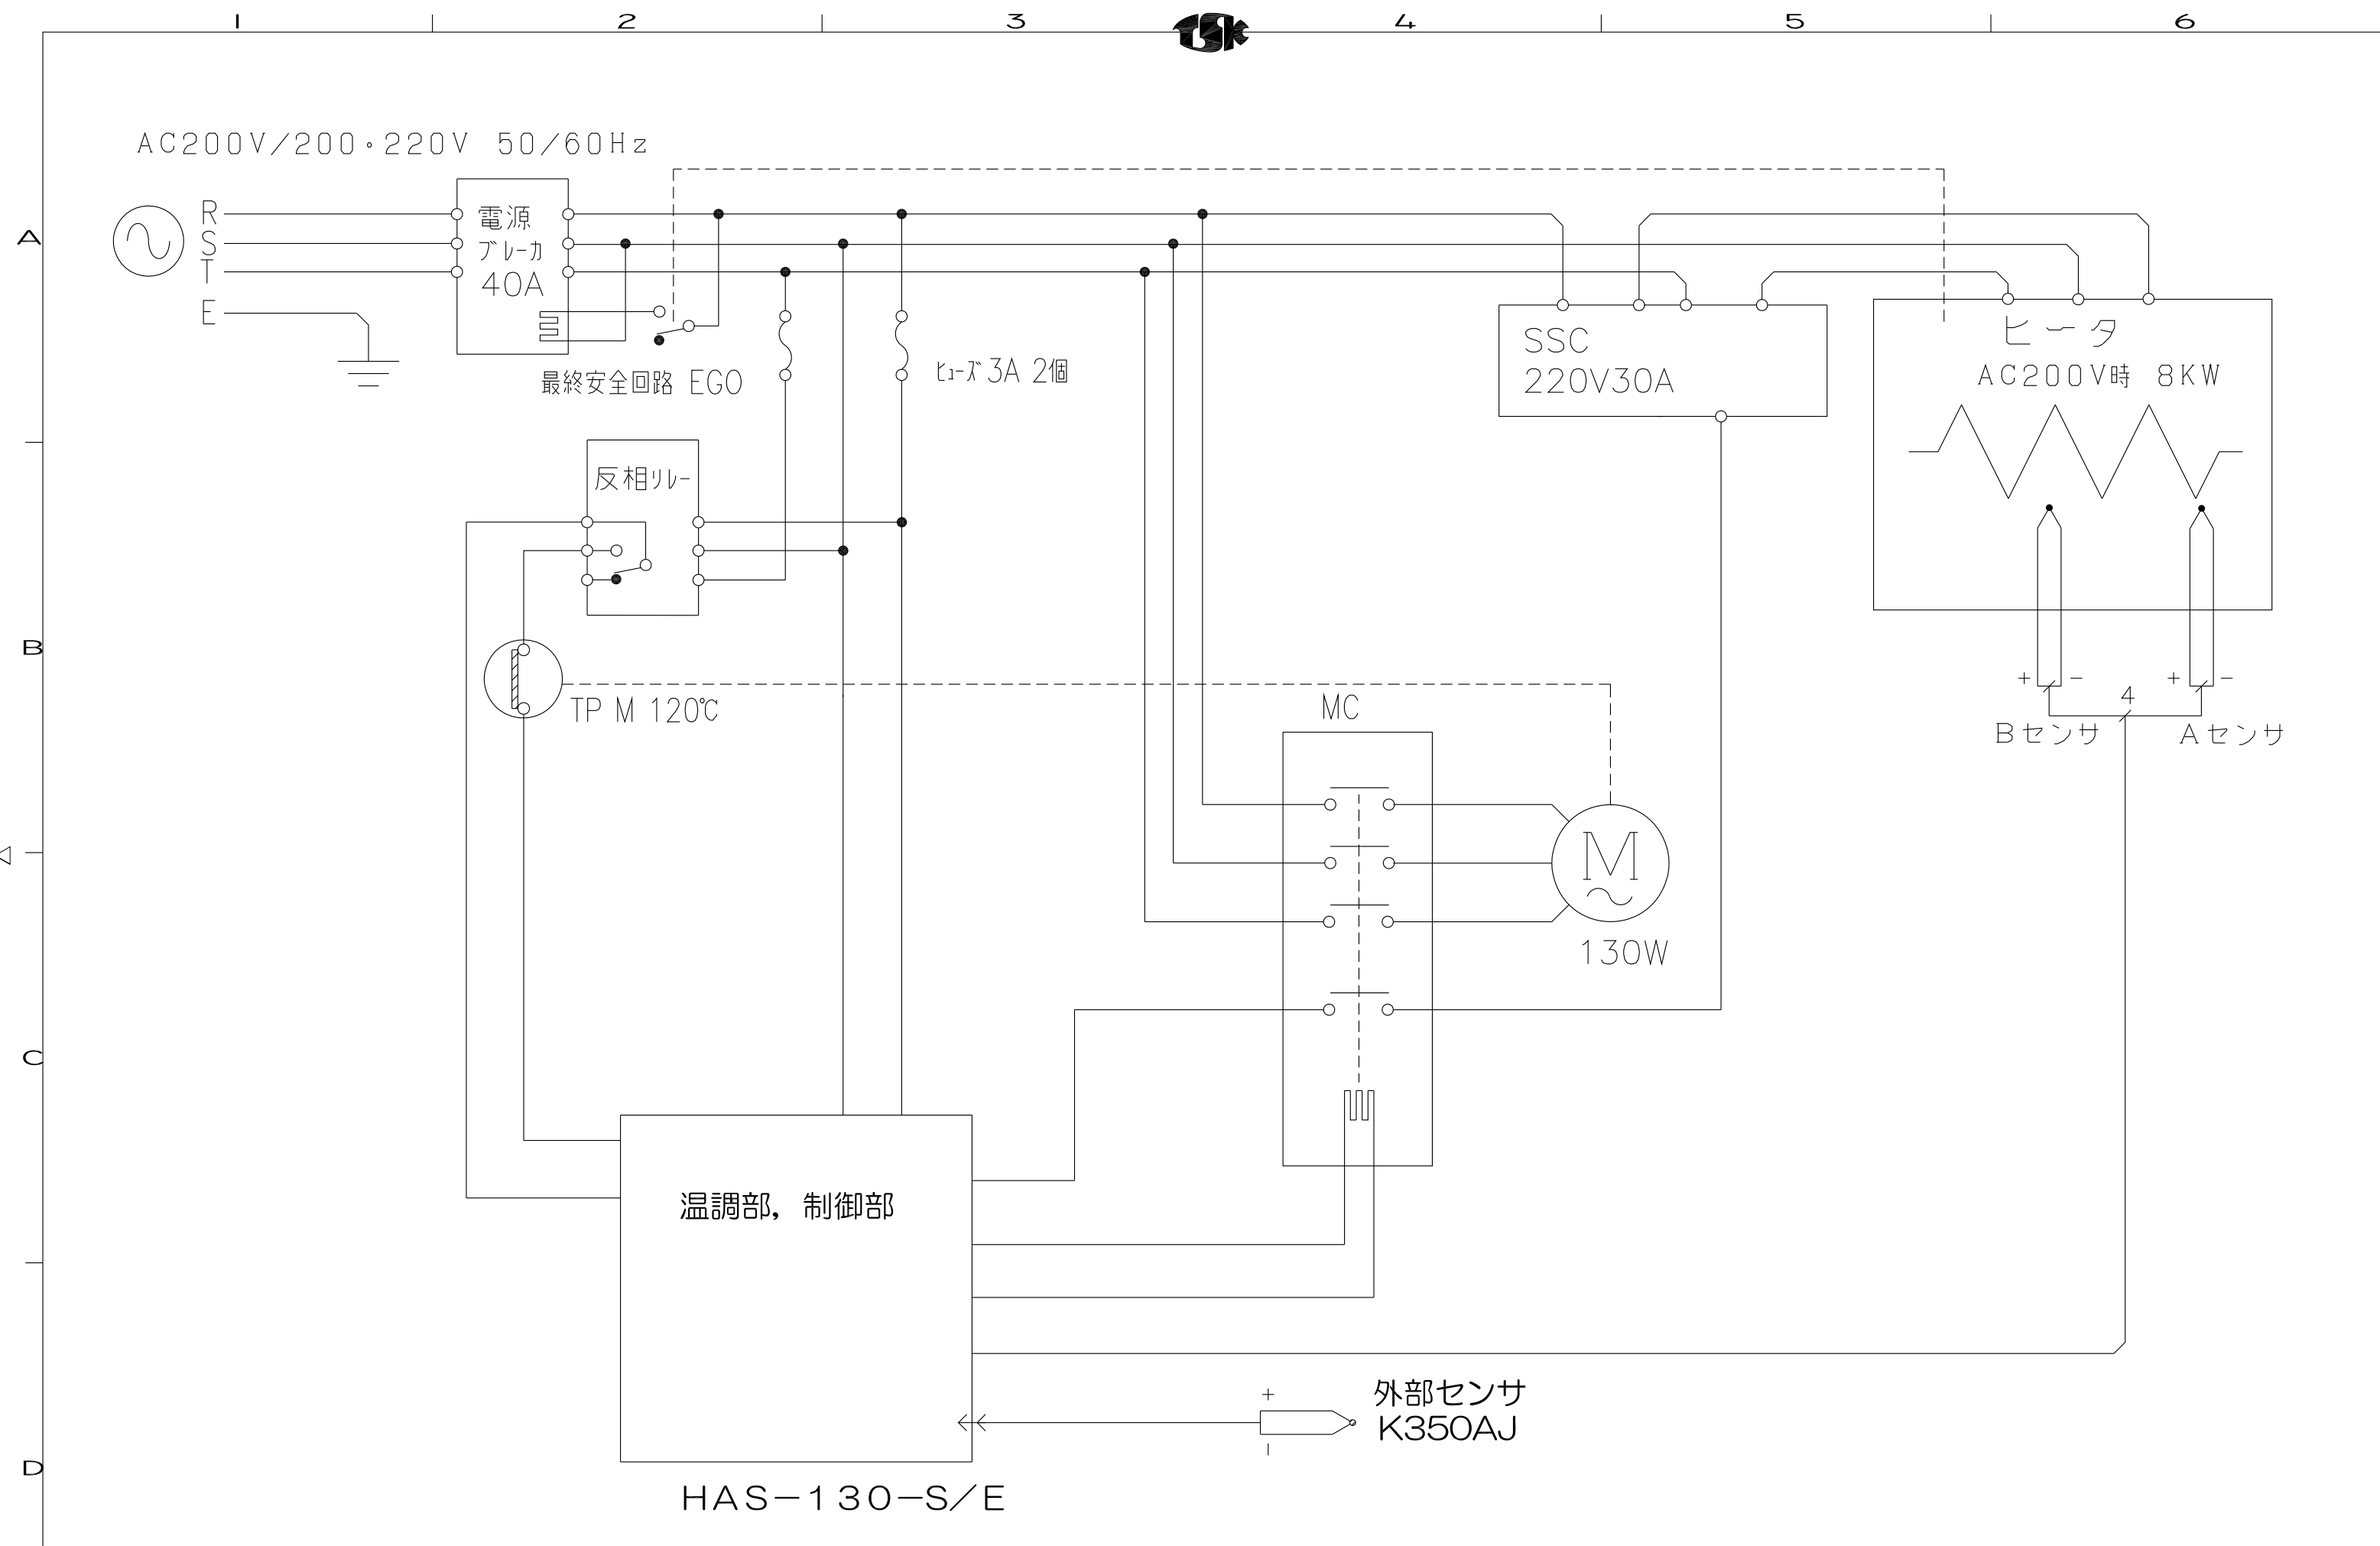 1 2 3 TSK 4 5 6
AC200V/200・220V 50/60Hz
R
S
T
E
電源
ブレーカ
40A
最終安全回路 EGO
ヒューズ3A 2個
SSC
220V30A
ヒータ
AC200V時 8KW
A
反相リレー
B
TP M 120℃
MC
+ - + -
4
Bセンサ Aセンサ
M
130W
C
温調部, 制御部
+
外部センサ
K350AJ
-
D
HAS-130-S/E